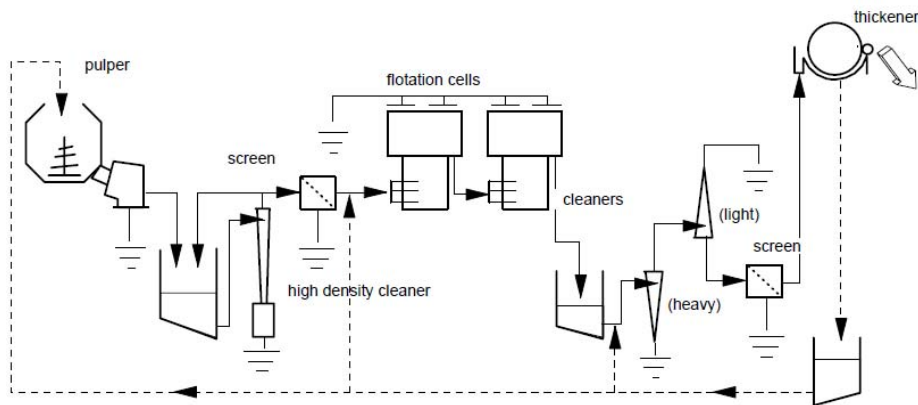 thickener
pulper
flotation cells
screen
cleaners
(light)
screen
high density cleaner
(heavy)